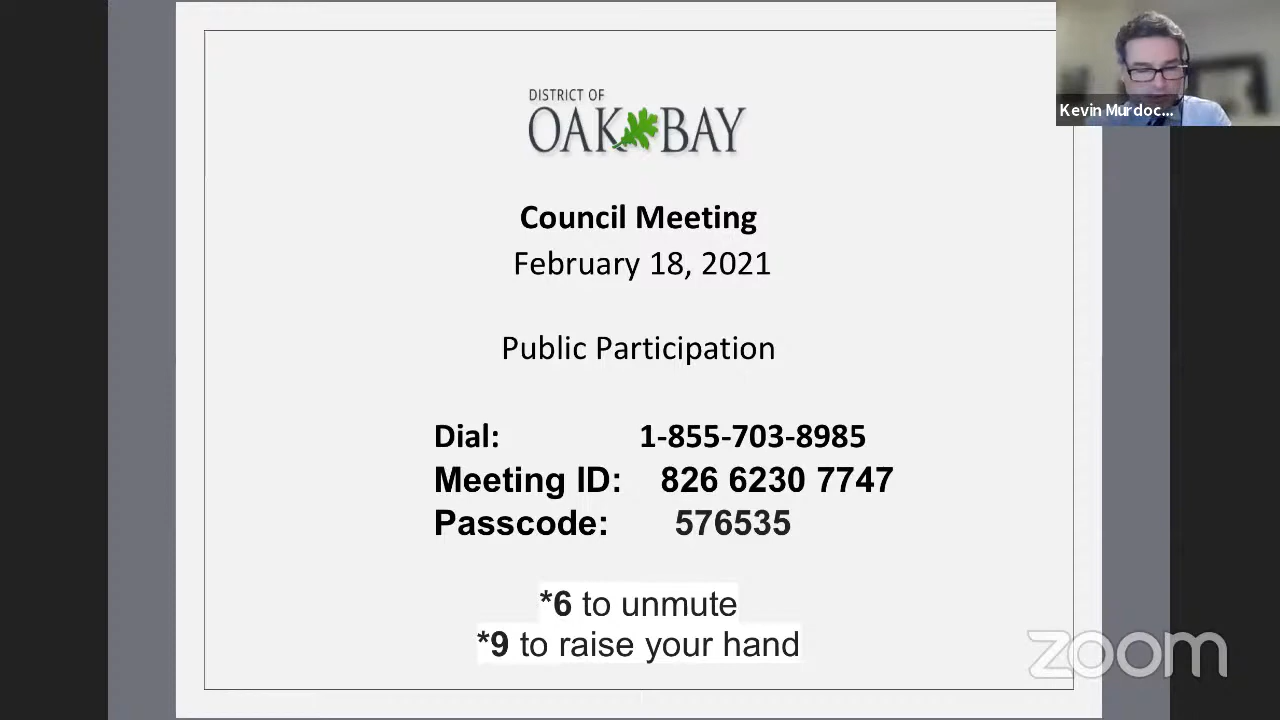 DISTRICT OF
OAK BAY
Kevin Murdoc...
Council Meeting
February 18, 2021
Public Participation
Dial: 1-855-703-8985
Meeting ID: 826 6230 7747
Passcode: 576535
*6 to unmute
*9 to raise your hand
zoom